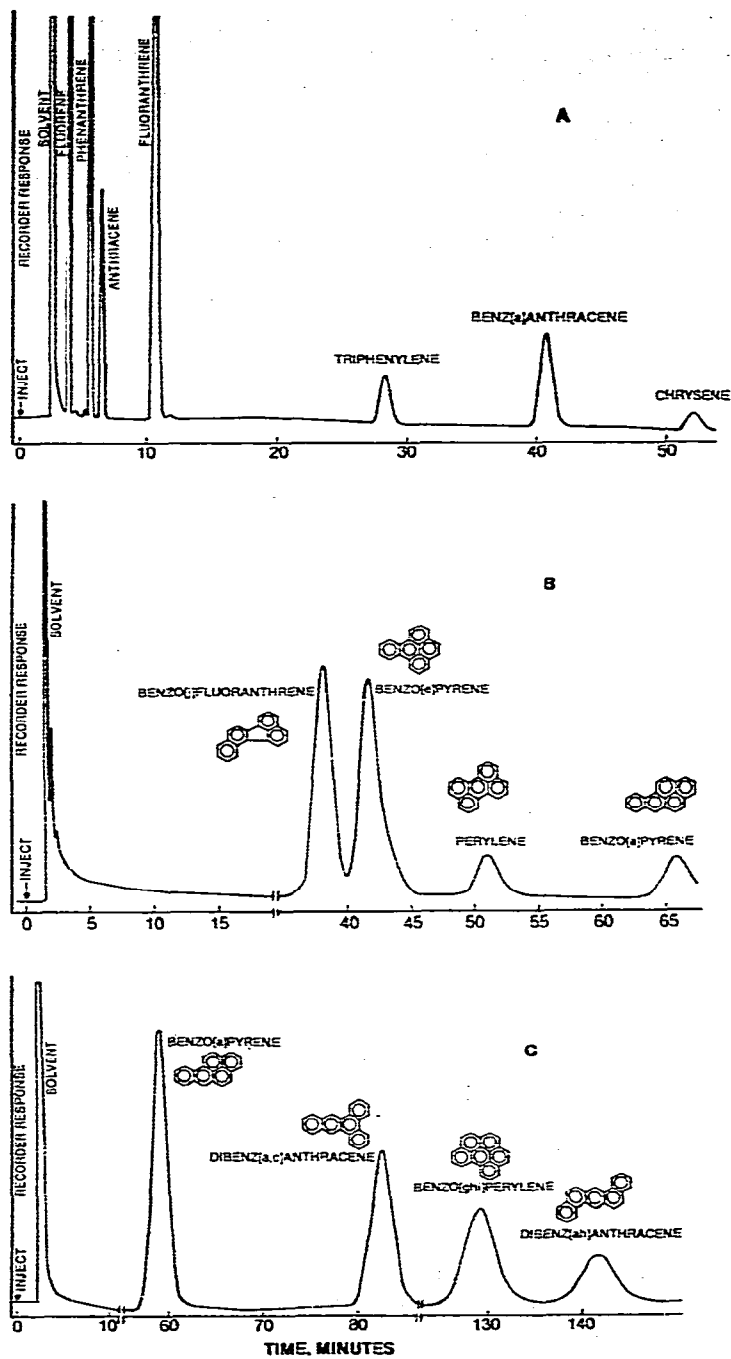 RECORDER RESPONSE
←INJECT
SOLVENT
FLUORENE
PHENANTHRENE
ANTHRACENE
FLUORANTHRENE
A
TRIPHENYLENE
BENZ[a]ANTHRACENE
CHRYSENE
0 10 20 30 40 50
RECORDER RESPONSE
←INJECT
SOLVENT
B
BENZO[j]FLUORANTHRENE
BENZO[e]PYRENE
PERYLENE
BENZO[a]PYRENE
0 5 10 15 40 45 50 55 60 65
RECORDER RESPONSE
←INJECT
SOLVENT
C
BENZO[a]PYRENE
DIBENZ[a,c]ANTHRACENE
BENZO[ghi]PERYLENE
DIBENZ[ah]ANTHRACENE
0 80 60 70 80 130 140
TIME, MINUTES